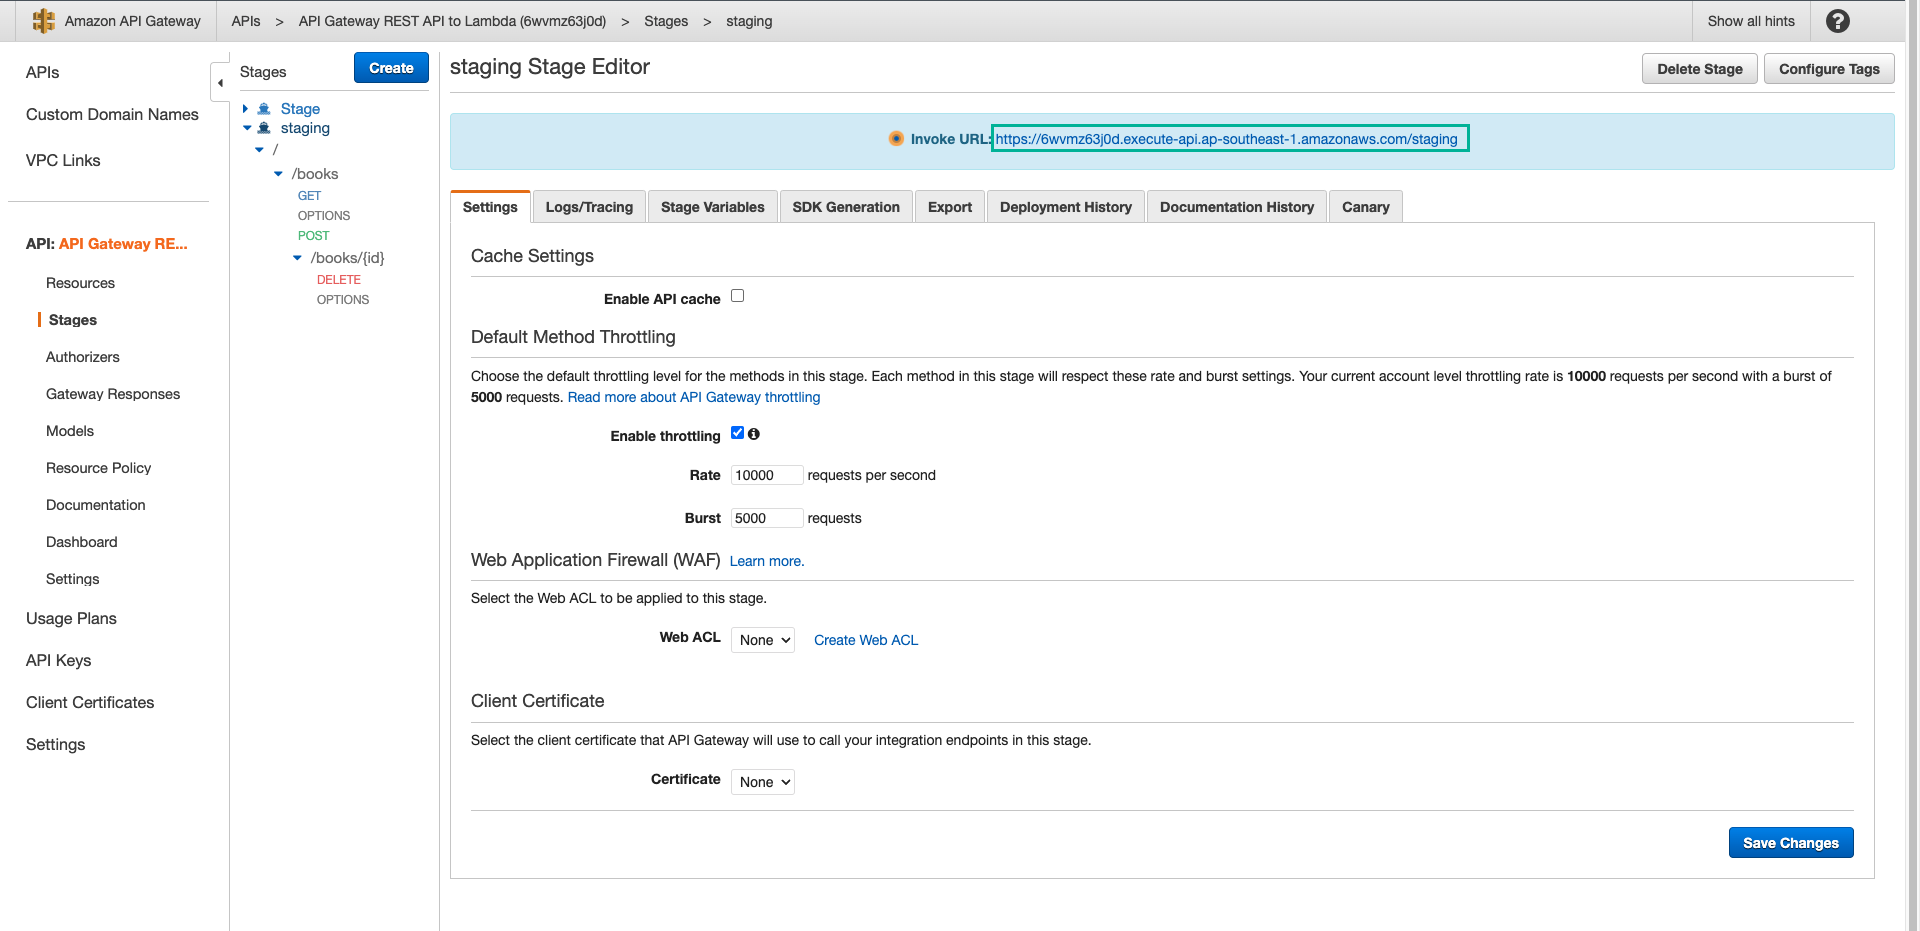 Amazon API Gateway
APIs > API Gateway REST API to Lambda (6wvmz63j0d) > Stages > staging
Show all hints
?
APIs
Custom Domain Names
VPC Links
API: API Gateway RE...
Resources
Stages
Authorizers
Gateway Responses
Models
Resource Policy
Documentation
Dashboard
Settings
Usage Plans
API Keys
Client Certificates
Settings
Stages
Create
Stage
staging
/
/books
GET
OPTIONS
POST
/books/{id}
DELETE
OPTIONS
staging Stage Editor
Delete Stage
Configure Tags
Invoke URL: https://6wvmz63j0d.execute-api.ap-southeast-1.amazonaws.com/staging
Settings
Logs/Tracing
Stage Variables
SDK Generation
Export
Deployment History
Documentation History
Canary
Cache Settings
Enable API cache
Default Method Throttling
Choose the default throttling level for the methods in this stage. Each method in this stage will respect these rate and burst settings. Your current account level throttling rate is 10000 requests per second with a burst of
5000 requests. Read more about API Gateway throttling
Enable throttling
Rate 10000 requests per second
Burst 5000 requests
Web Application Firewall (WAF) Learn more.
Select the Web ACL to be applied to this stage.
Web ACL None Create Web ACL
Client Certificate
Select the client certificate that API Gateway will use to call your integration endpoints in this stage.
Certificate None
Save Changes